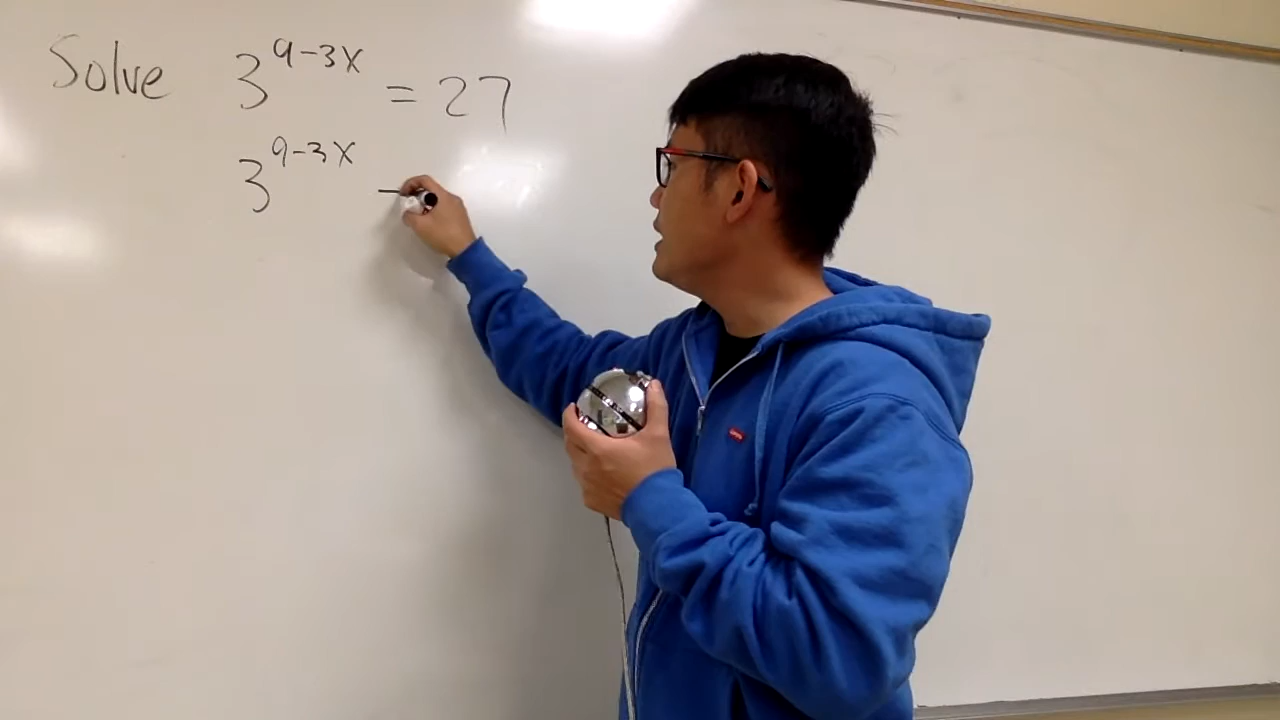 Solve 3^{9-3x} = 27
3^{9-3x} -